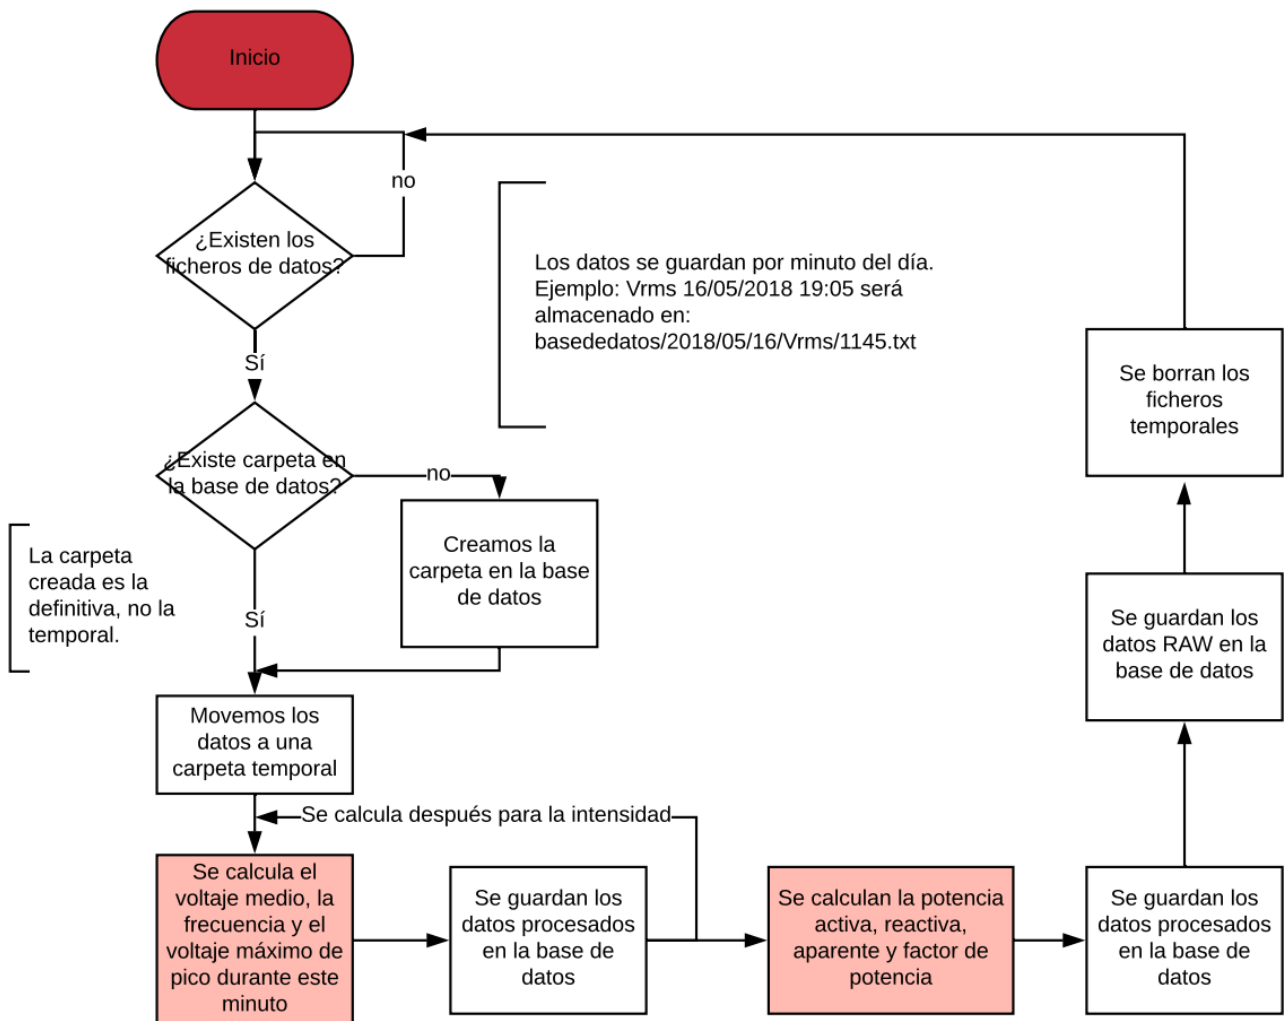 Inicio
no
¿Existen los
ficheros de datos?
Sí
Los datos se guardan por minuto del día.
Ejemplo: Vrms 16/05/2018 19:05 será
almacenado en:
basededatos/2018/05/16/Vrms/1145.txt
¿Existe carpeta en
la base de datos?
no
Creamos la
carpeta en la base
de datos
La carpeta
creada es la
definitiva, no la
temporal.
Sí
Movemos los
datos a una
carpeta temporal
Se calcula después para la intensidad
Se calcula el
voltaje medio, la
frecuencia y el
voltaje máximo de
pico durante este
minuto
Se guardan los
datos procesados
en la base de
datos
Se calculan la potencia
activa, reactiva,
aparente y factor de
potencia
Se guardan los
datos procesados
en la base de
datos
Se guardan los
datos RAW en la
base de datos
Se borran los
ficheros
temporales